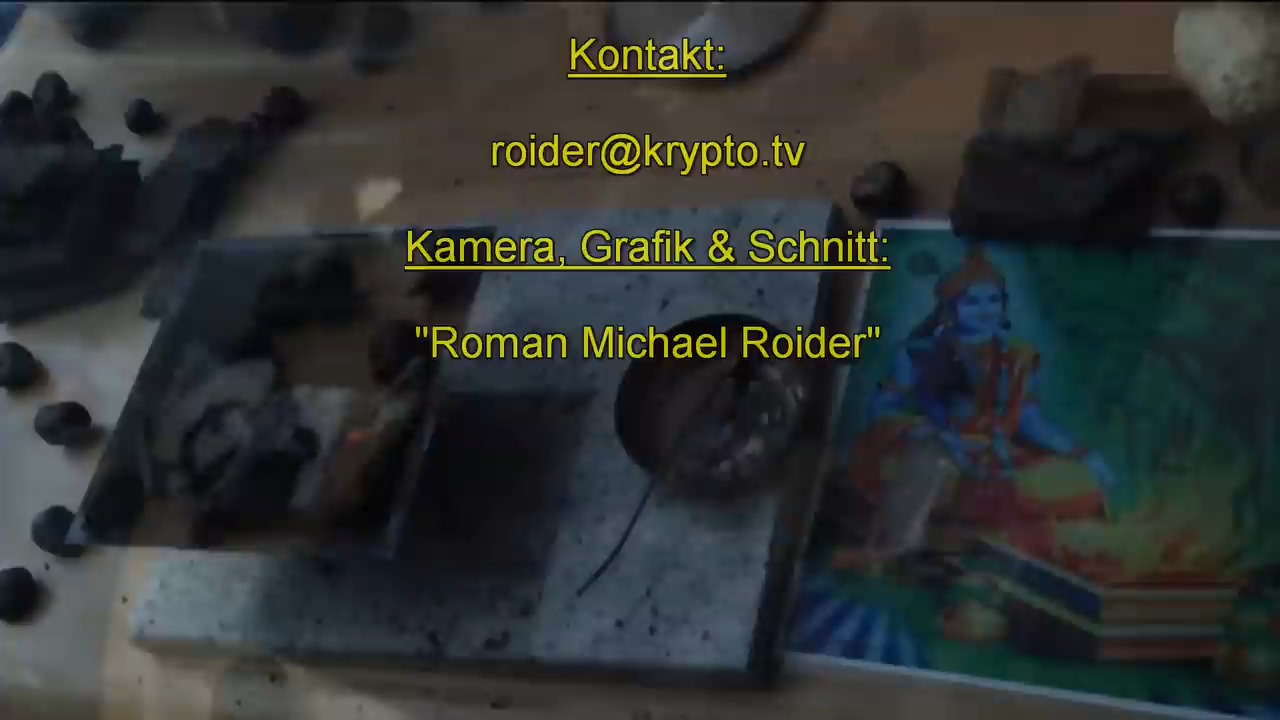 Kontakt:
roider@krypto.tv
Kamera, Grafik & Schnitt:
"Roman Michael Roider"